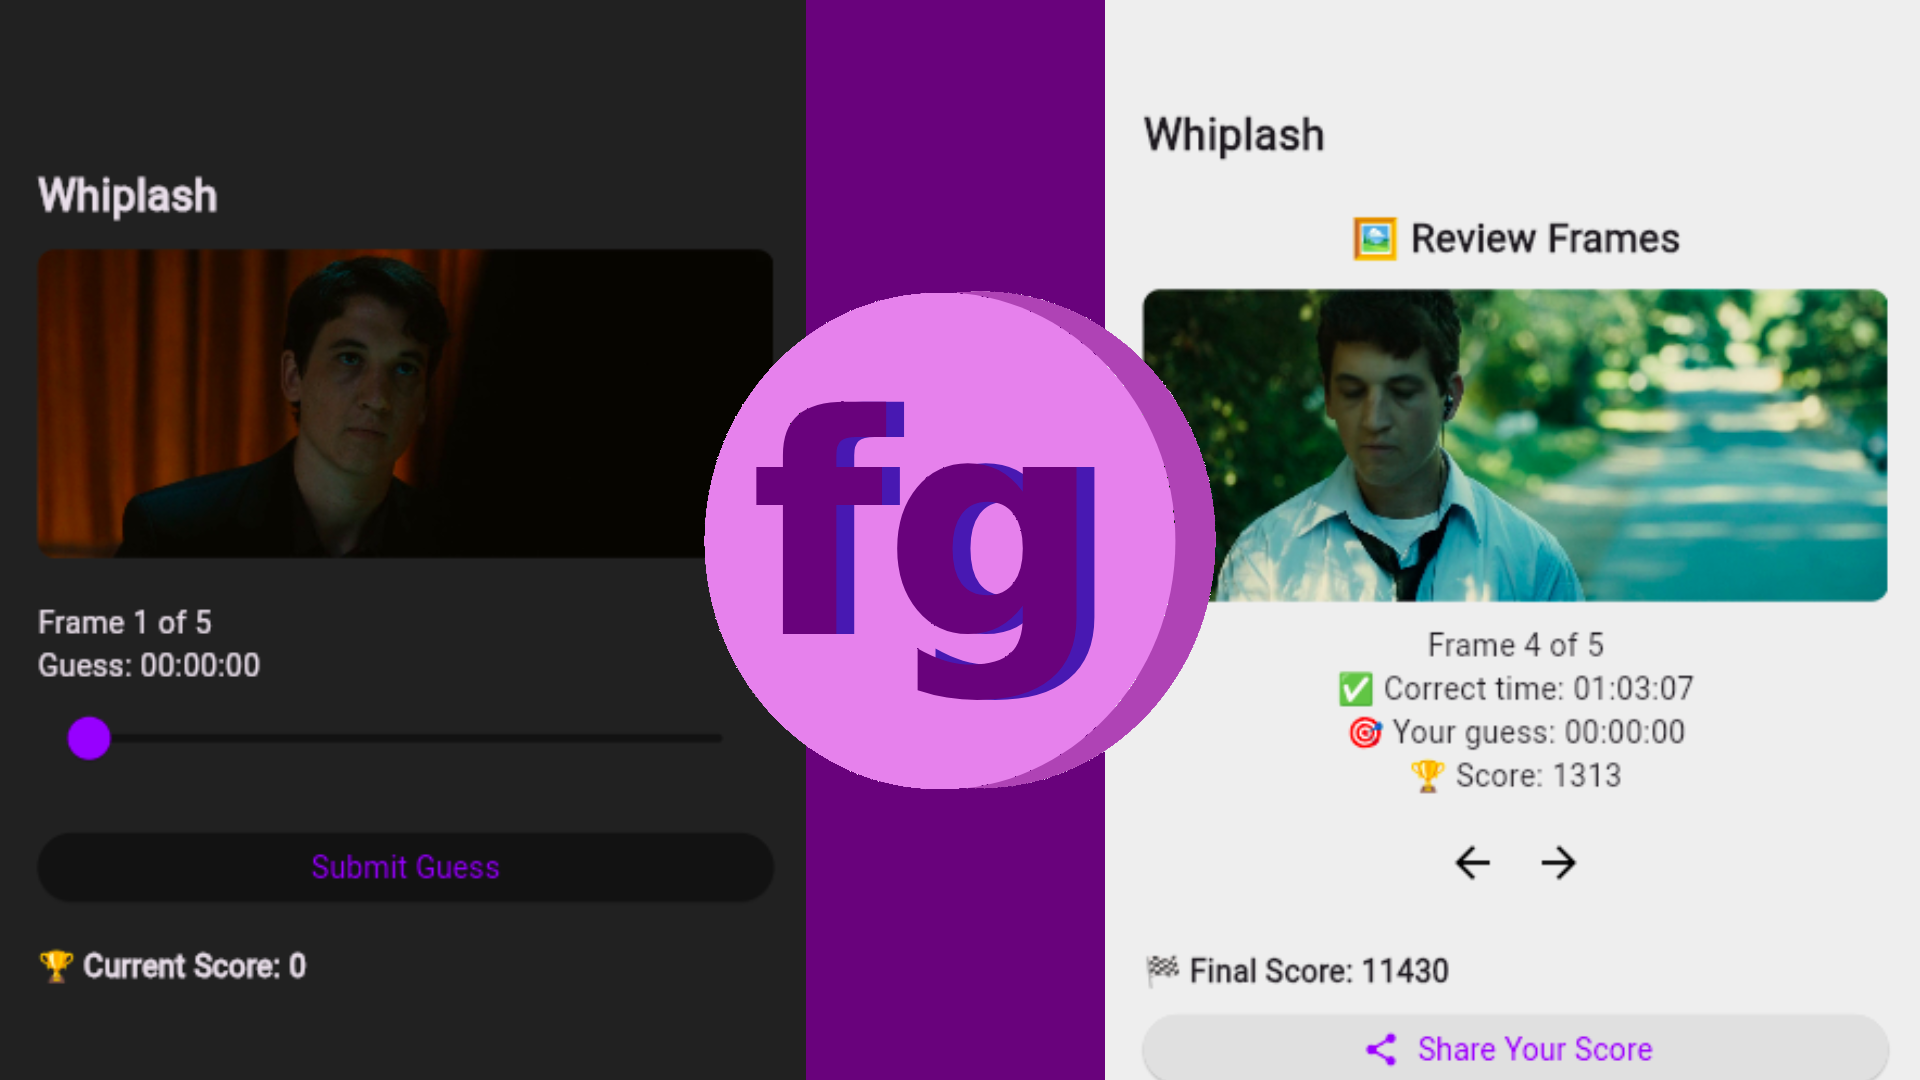 Whiplash
Frame 1 of 5
Guess: 00:00:00
Submit Guess
🏆 Current Score: 0
fg
Whiplash
🖼️ Review Frames
Frame 4 of 5
✅ Correct time: 01:03:07
🎯 Your guess: 00:00:00
🏆 Score: 1313
🏁 Final Score: 11430
Share Your Score